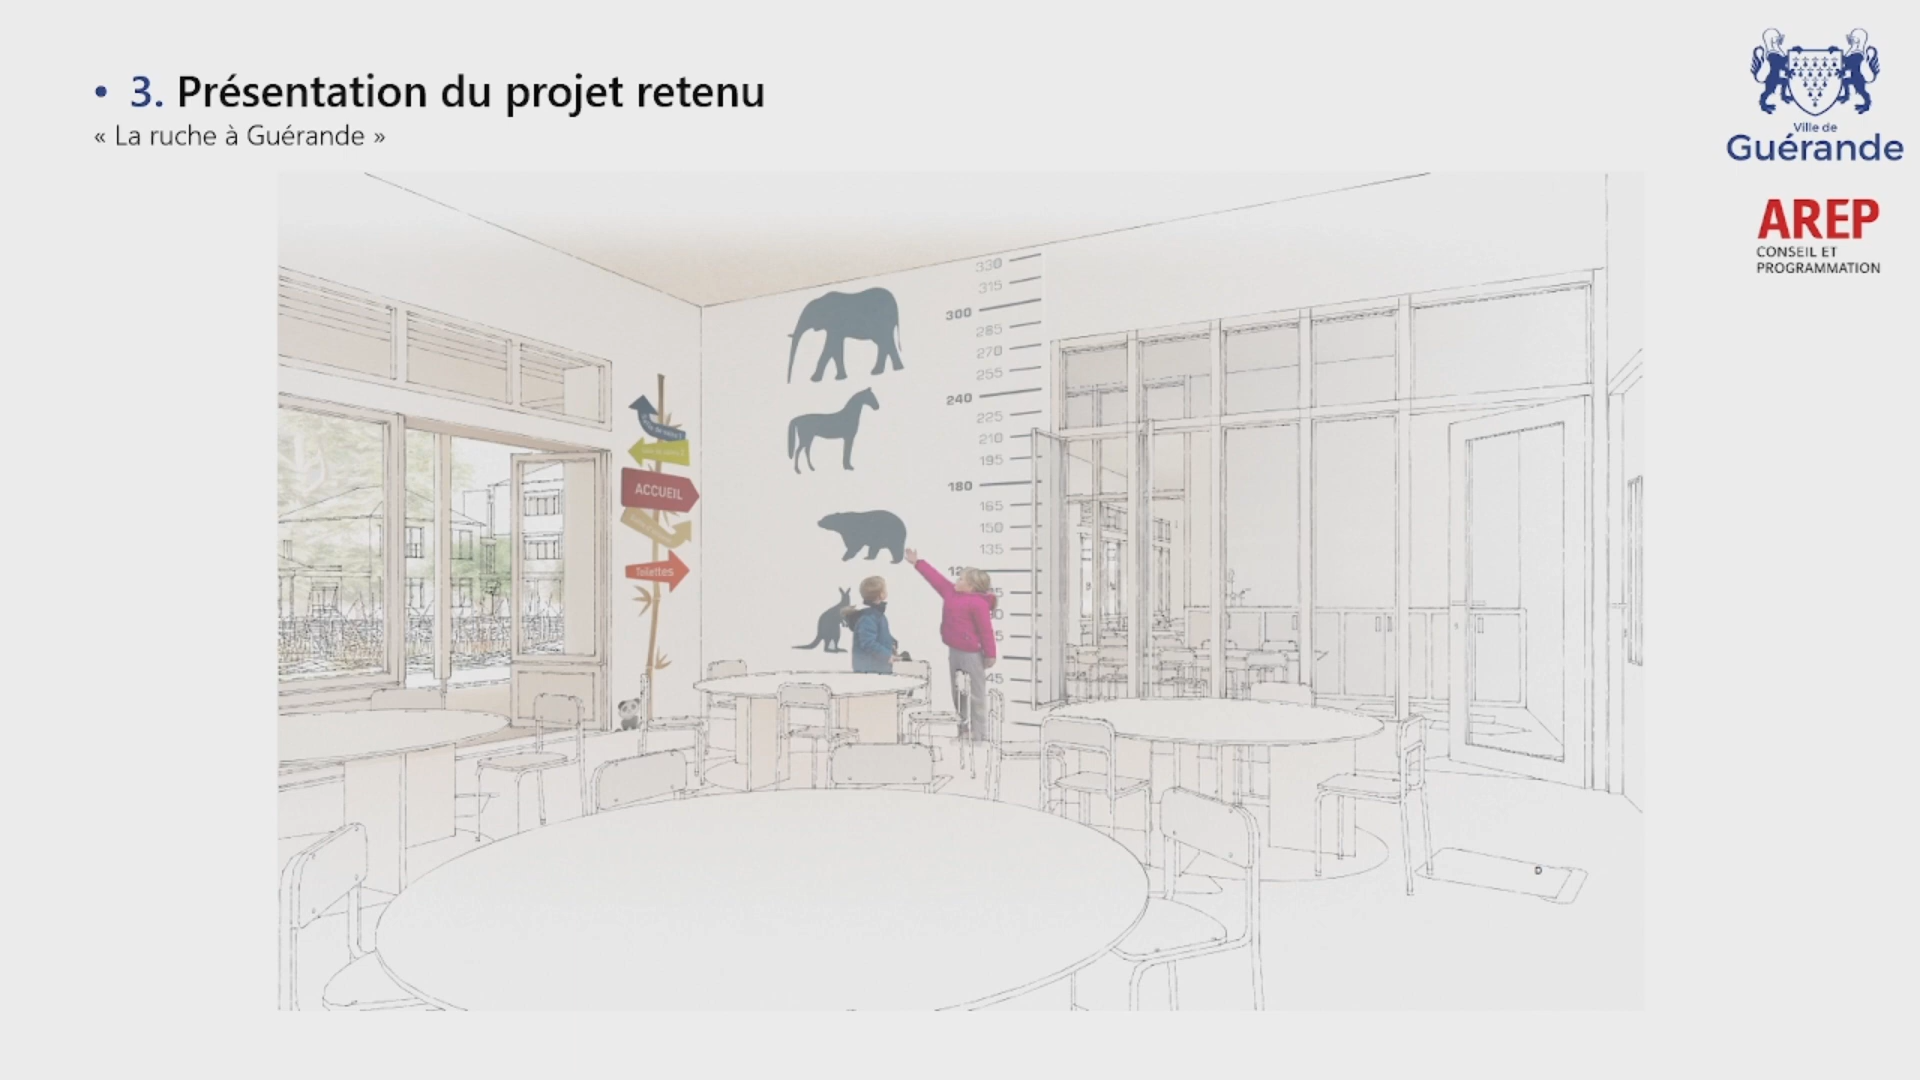 • 3. Présentation du projet retenu
« La ruche à Guérande »
Ville de
Guérande
AREP
CONSEIL ET
PROGRAMMATION
330
315
300
285
270
255
240
225
210
195
180
165
150
135
45
ACCUEIL
Toilettes